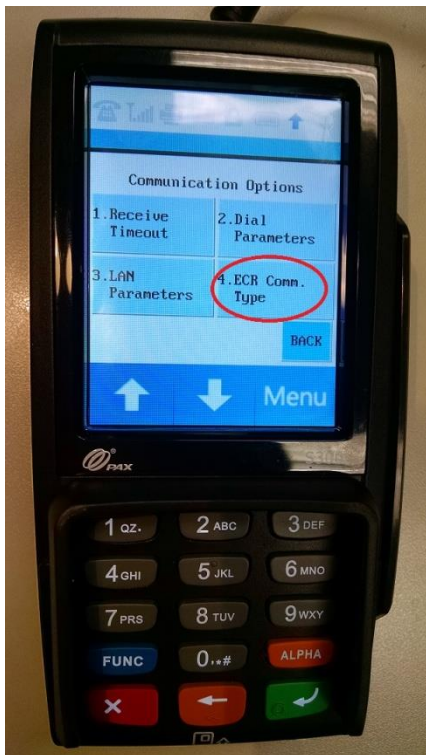 Communication Options
1.Receive Timeout
2.Dial Parameters
3.LAN Parameters
4.ECR Comm. Type
BACK
Menu
PAX
S300
1 QZ. 2 ABC 3 DEF
4 GHI 5 JKL 6 MNO
7 PRS 8 TUV 9 WXY
FUNC 0,*# ALPHA